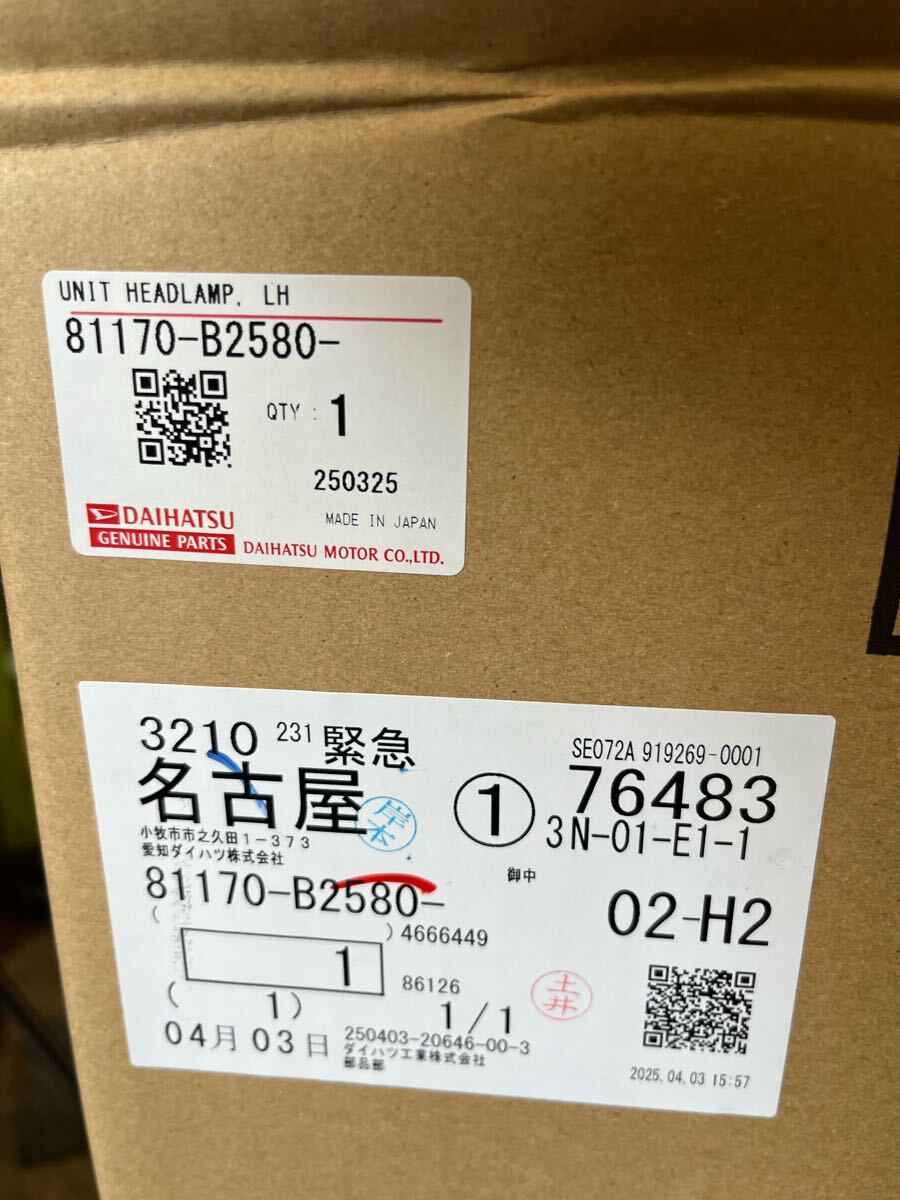 UNIT HEADLAMP, LH
81170-B2580-
QTY : 1
250325
DAIHATSU
GENUINE PARTS
MADE IN JAPAN
DAIHATSU MOTOR CO.,LTD.
3210 231 緊急
SE072A 919269-0001
名古屋
岸本
1
76483
3N-01-E1-1
小牧市市之久田1-373
愛知ダイハツ株式会社
御中
81170-B2580-
02-H2
( )4666449
1
86126
土井
( 1)
1/1
04月03日
250403-20646-00-3
ダイハツ工業株式会社
部品部
2025.04.03 15:57